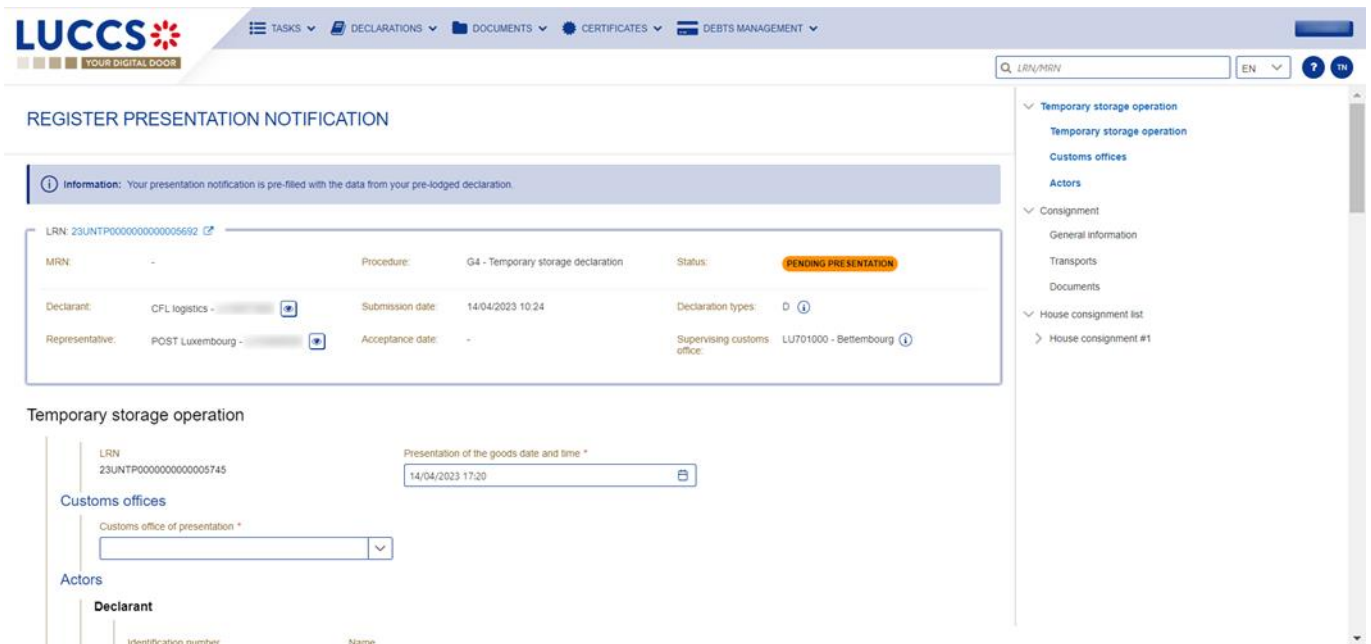 LUCCS
YOUR DIGITAL DOOR
TASKS DECLARATIONS DOCUMENTS CERTIFICATES DEBTS MANAGEMENT
LRN/MRN EN ? TN
REGISTER PRESENTATION NOTIFICATION
Information: Your presentation notification is pre-filled with the data from your pre-lodged declaration.
LRN: 23UNTP0000000000005692
MRN: - Procedure: G4 - Temporary storage declaration Status: PENDING PRESENTATION
Declarant: CFL logistics - Submission date: 14/04/2023 10:24 Declaration types: D
Representative: POST Luxembourg - Acceptance date: - Supervising customs office: LU701000 - Bettembourg
Temporary storage operation
LRN Presentation of the goods date and time *
23UNTP0000000000005745 14/04/2023 17:20
Customs offices
Customs office of presentation *
Actors
Declarant
Identification number Name
Temporary storage operation
Temporary storage operation
Customs offices
Actors
Consignment
General information
Transports
Documents
House consignment list
House consignment #1